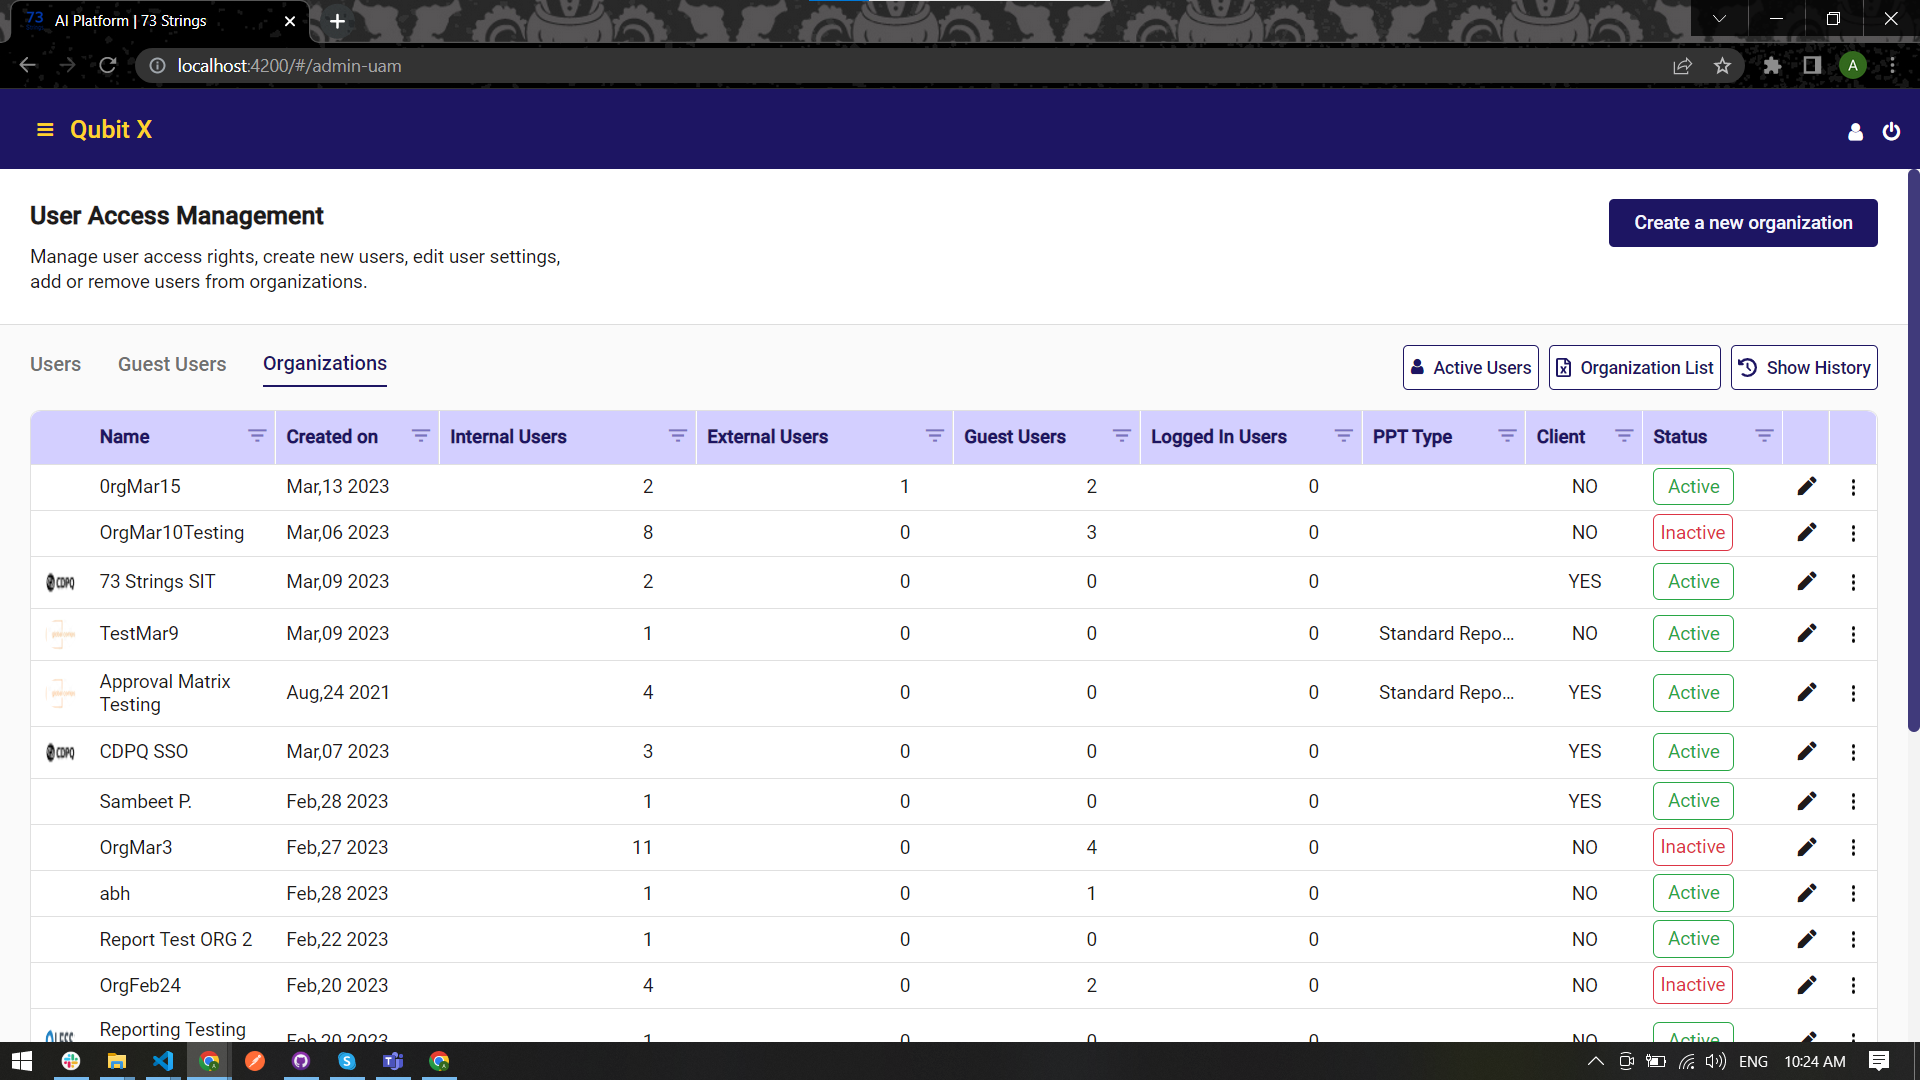 73 AI Platform | 73 Strings
localhost:4200/#/admin-uam
A
Qubit X
User Access Management
Create a new organization
Manage user access rights, create new users, edit user settings,
add or remove users from organizations.
Users Guest Users Organizations Active Users Organization List Show History
Name Created on Internal Users External Users Guest Users Logged In Users PPT Type Client Status
0rgMar15 Mar,13 2023 2 1 2 0 NO Active
OrgMar10Testing Mar,06 2023 8 0 3 0 NO Inactive
CDPQ 73 Strings SIT Mar,09 2023 2 0 0 0 YES Active
TestMar9 Mar,09 2023 1 0 0 0 Standard Repo... NO Active
Approval Matrix
Testing Aug,24 2021 4 0 0 0 Standard Repo... YES Active
CDPQ CDPQ SSO Mar,07 2023 3 0 0 0 YES Active
Sambeet P. Feb,28 2023 1 0 0 0 YES Active
OrgMar3 Feb,27 2023 11 0 4 0 NO Inactive
abh Feb,28 2023 1 0 1 0 NO Active
Report Test ORG 2 Feb,22 2023 1 0 0 0 NO Active
OrgFeb24 Feb,20 2023 4 0 2 0 NO Inactive
Reporting Testing
Feb,20 2023 1 0 0 0 NO Active
ENG 10:24 AM